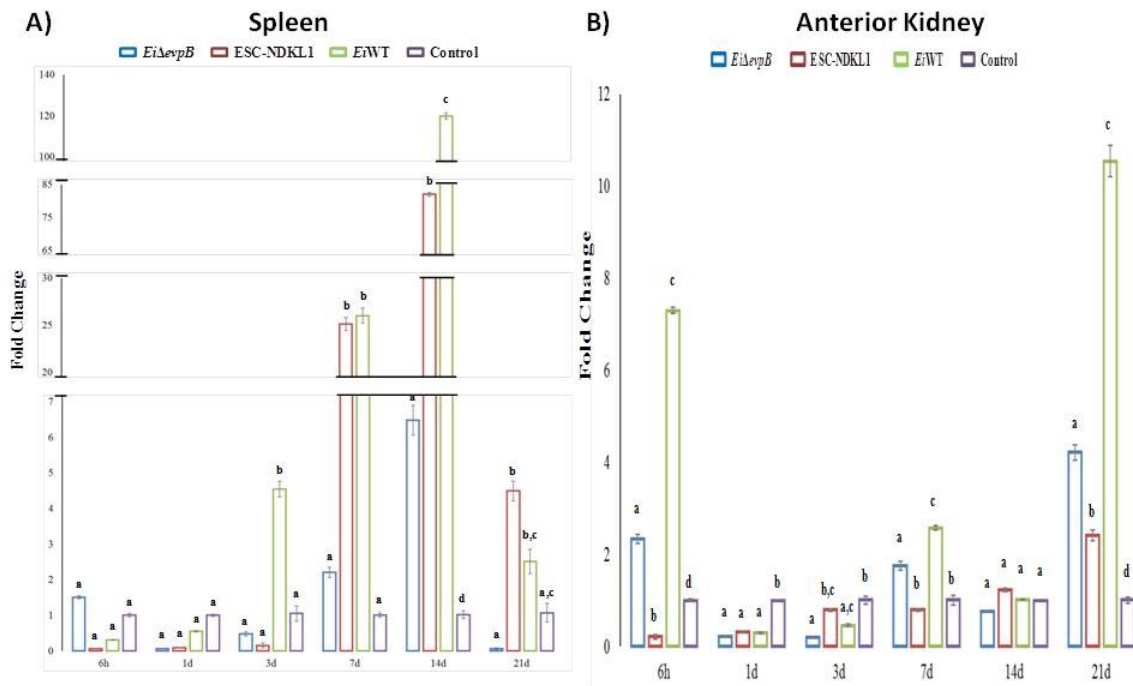 A) Spleen
EiΔevpB ESC-NDKL1 EiWT Control
Fold Change
140
120
100
85
75
65
30
25
20
7
6
5
4
3
2
1
0
c
b
b b
a
b
b
a
b,c
a
a a a
a a a a
a a
a
a
d
a,c
a
6h 1d 3d 7d 14d 21d
B) Anterior Kidney
EiΔevpB ESC-NDKL1 EiWT Control
Fold Change
12
10
8
6
4
2
0
a b c d
a a a b
a b,c a,c b
a b c b
a a a a
a b c d
6h 1d 3d 7d 14d 21d